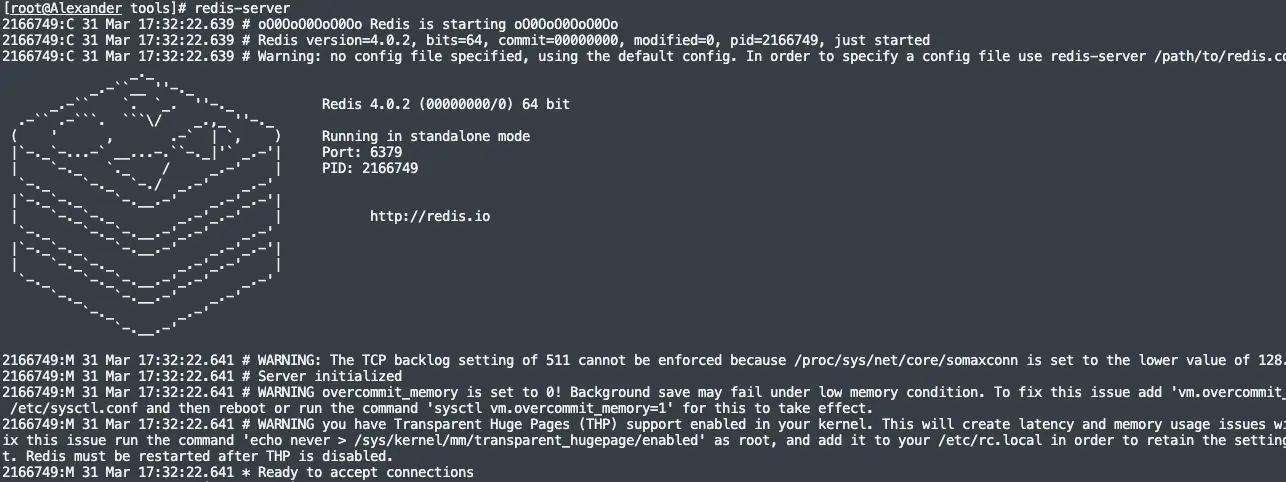 [root@Alexander tools]# redis-server
2166749:C 31 Mar 17:32:22.639 # oO0OoO0OoO0Oo Redis is starting oO0OoO0OoO0Oo
2166749:C 31 Mar 17:32:22.639 # Redis version=4.0.2, bits=64, commit=00000000, modified=0, pid=2166749, just started
2166749:C 31 Mar 17:32:22.639 # Warning: no config file specified, using the default config. In order to specify a config file use redis-server /path/to/redis.co
Redis 4.0.2 (00000000/0) 64 bit
Running in standalone mode
Port: 6379
PID: 2166749
http://redis.io
2166749:M 31 Mar 17:32:22.641 # WARNING: The TCP backlog setting of 511 cannot be enforced because /proc/sys/net/core/somaxconn is set to the lower value of 128.
2166749:M 31 Mar 17:32:22.641 # Server initialized
2166749:M 31 Mar 17:32:22.641 # WARNING overcommit_memory is set to 0! Background save may fail under low memory condition. To fix this issue add 'vm.overcommit_
/etc/sysctl.conf and then reboot or run the command 'sysctl vm.overcommit_memory=1' for this to take effect.
2166749:M 31 Mar 17:32:22.641 # WARNING you have Transparent Huge Pages (THP) support enabled in your kernel. This will create latency and memory usage issues wi
ix this issue run the command 'echo never > /sys/kernel/mm/transparent_hugepage/enabled' as root, and add it to your /etc/rc.local in order to retain the setting
t. Redis must be restarted after THP is disabled.
2166749:M 31 Mar 17:32:22.641 * Ready to accept connections